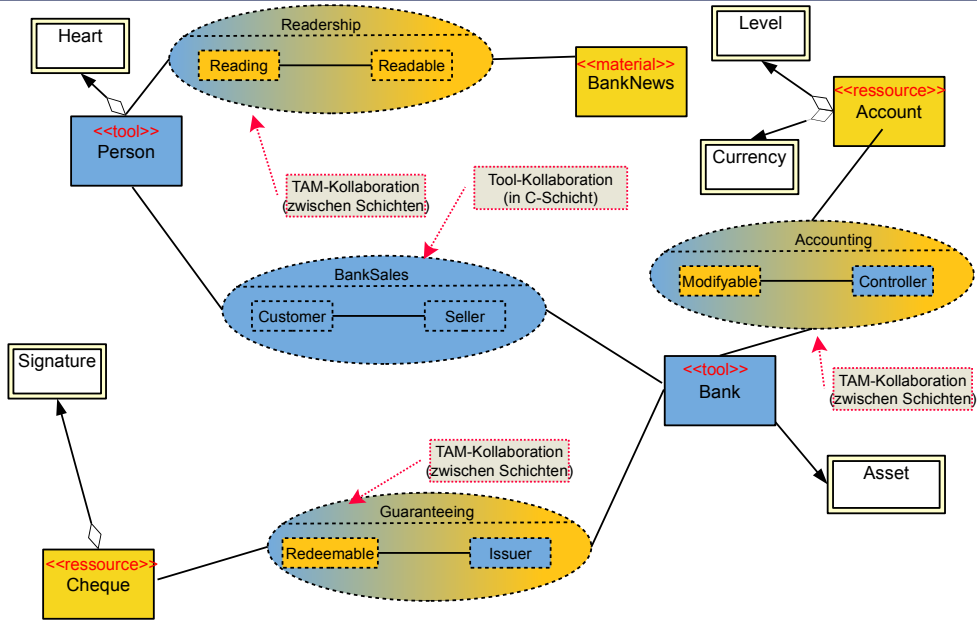 Heart
Readership
Reading
Readable
<<material>>
BankNews
Level
<<ressource>>
Account
Currency
<<tool>>
Person
TAM-Kollaboration
(zwischen Schichten)
Tool-Kollaboration
(in C-Schicht)
Accounting
Modifyable
Controller
BankSales
Customer
Seller
Signature
<<tool>>
Bank
TAM-Kollaboration
(zwischen Schichten)
TAM-Kollaboration
(zwischen Schichten)
Asset
Guaranteeing
Redeemable
Issuer
<<ressource>>
Cheque